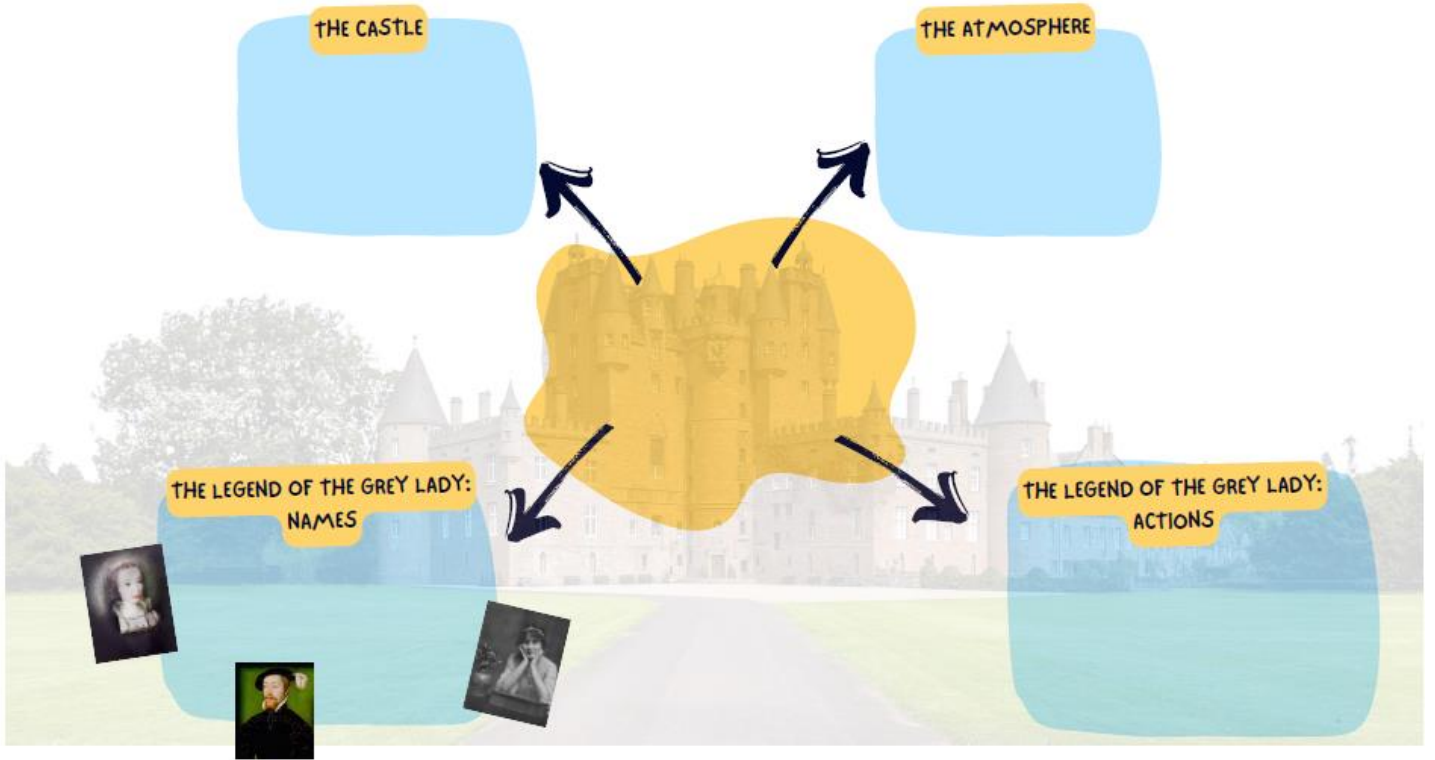 THE CASTLE
THE ATMOSPHERE
THE LEGEND OF THE GREY LADY:
NAMES
THE LEGEND OF THE GREY LADY:
ACTIONS